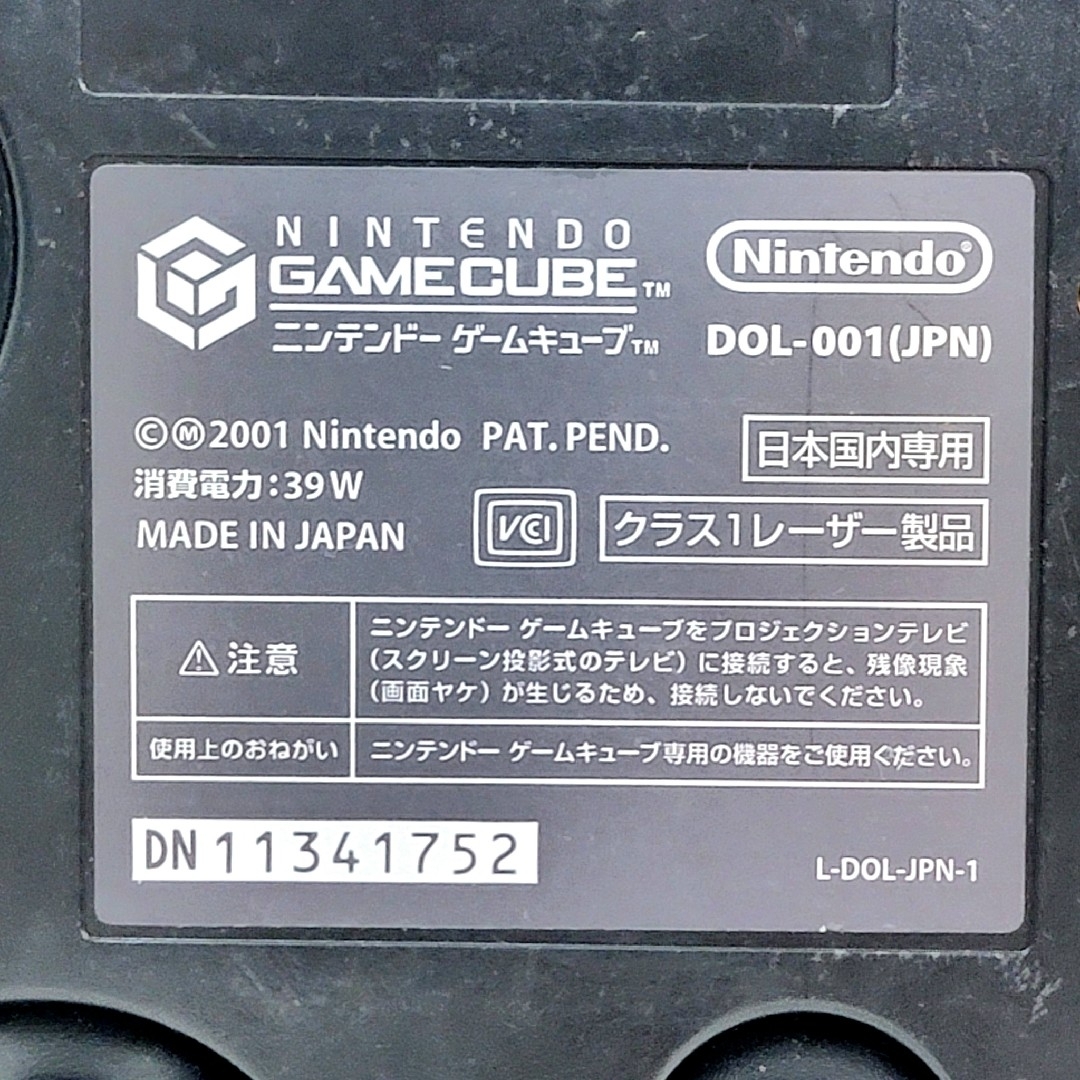 NINTENDO
GAMECUBE™
ニンテンドー ゲームキューブ™
Nintendo®
DOL-001(JPN)
©Ⓜ2001 Nintendo PAT. PEND.
日本国内専用
消費電力:39W
MADE IN JAPAN
VCI
クラス1レーザー製品
⚠注意
ニンテンドー ゲームキューブをプロジェクションテレビ
(スクリーン投影式のテレビ)に接続すると、残像現象
(画面ヤケ)が生じるため、接続しないでください。
使用上のおねがい
ニンテンドー ゲームキューブ専用の機器をご使用ください。
DN11341752
L-DOL-JPN-1